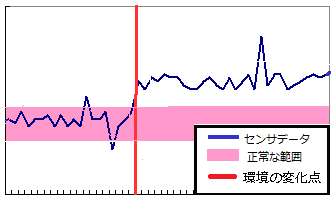 センサデータ
正常な範囲
環境の変化点